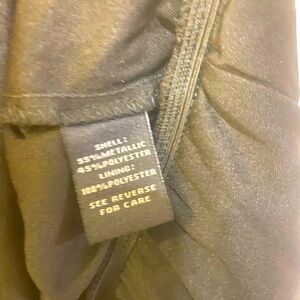 SHELL:
55%METALLIC
45%POLYESTER
LINING:
100%POLYESTER
SEE REVERSE
FOR CARE